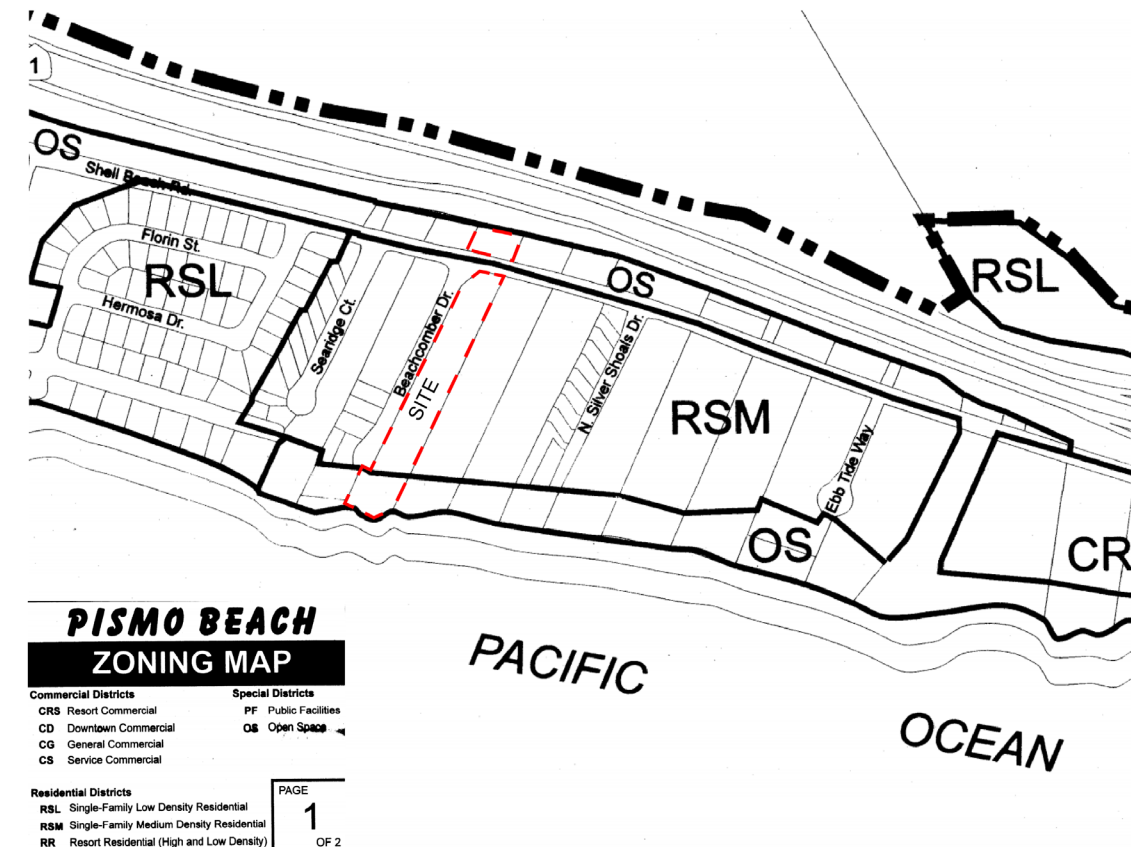 1
OS
Shell Beach Rd.
Florin St.
RSL
Hermosa Dr.
Searidge Ct.
Beachcomber Dr.
SITE
OS
N. Silver Shoals Dr.
RSM
Ebb Tide Way
OS
RSL
CR
PACIFIC
OCEAN
PISMO BEACH
ZONING MAP
Commercial Districts
CRS Resort Commercial
CD Downtown Commercial
CG General Commercial
CS Service Commercial
Special Districts
PF Public Facilities
OS Open Space
Residential Districts
RSL Single-Family Low Density Residential
RSM Single-Family Medium Density Residential
RR Resort Residential (High and Low Density)
PAGE
1
OF 2